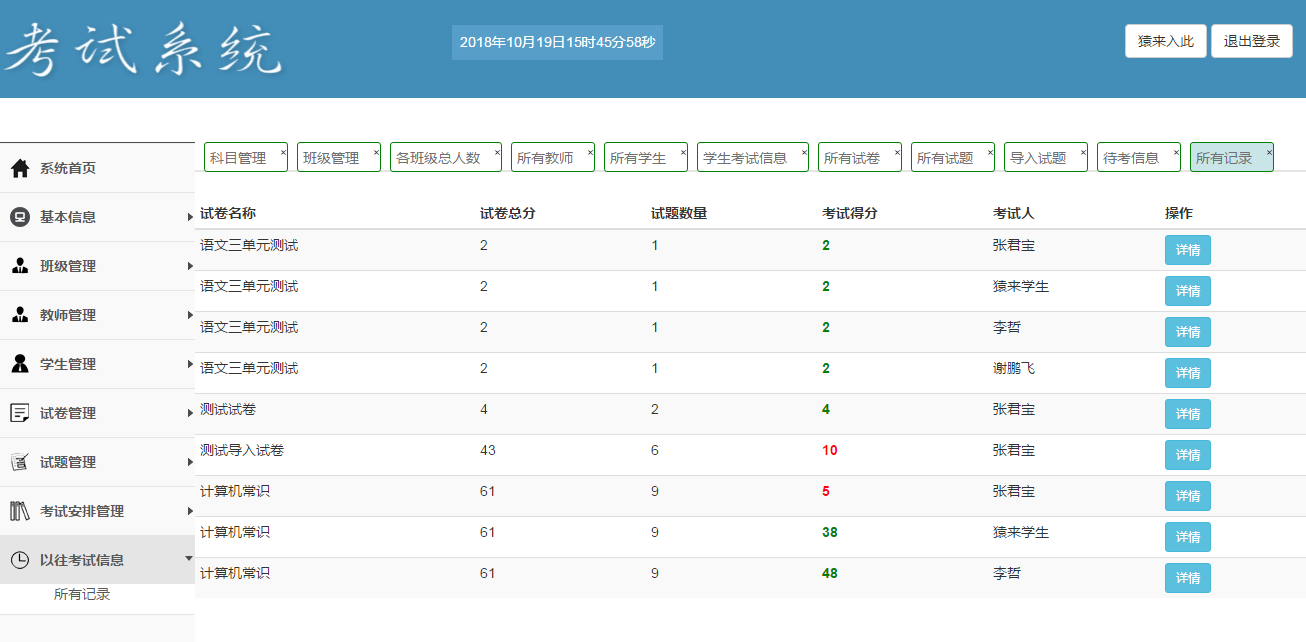 考试系统
2018年10月19日15时45分58秒
猿来入此 退出登录
科目管理 × 班级管理 × 各班级总人数 × 所有教师 × 所有学生 × 学生考试信息 × 所有试卷 × 所有试题 × 导入试题 × 待考信息 × 所有记录 ×
系统首页
基本信息
班级管理
教师管理
学生管理
试卷管理
试题管理
考试安排管理
以往考试信息
所有记录
试卷名称 试卷总分 试题数量 考试得分 考试人 操作
语文三单元测试 2 1 2 张君宝 详情
语文三单元测试 2 1 2 猿来学生 详情
语文三单元测试 2 1 2 李哲 详情
语文三单元测试 2 1 2 谢鹏飞 详情
测试试卷 4 2 4 张君宝 详情
测试导入试卷 43 6 10 张君宝 详情
计算机常识 61 9 5 张君宝 详情
计算机常识 61 9 38 猿来学生 详情
计算机常识 61 9 48 李哲 详情